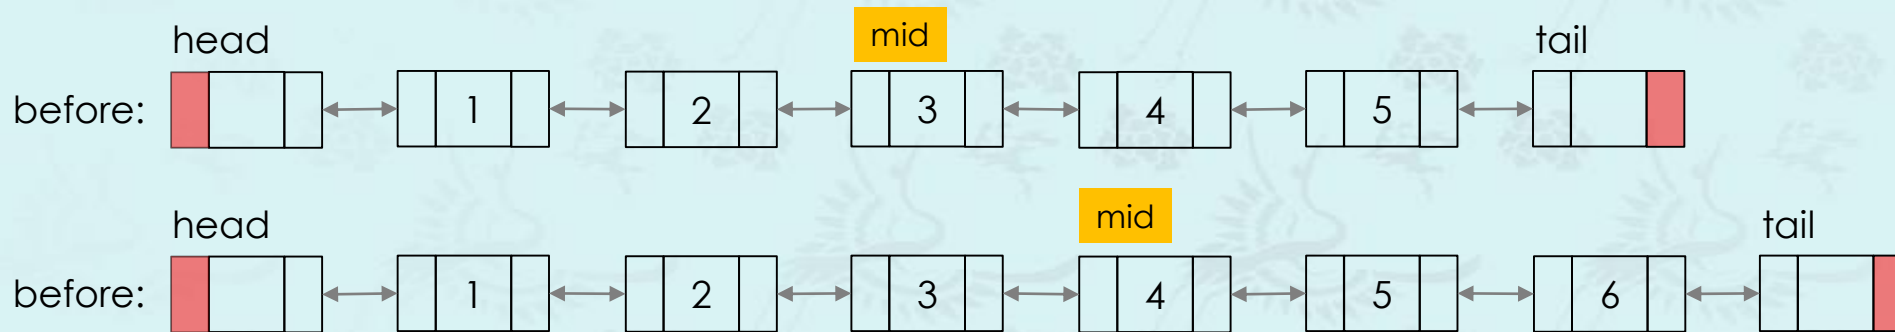 mid
head tail
before: 1 2 3 4 5
mid
head tail
before: 1 2 3 4 5 6